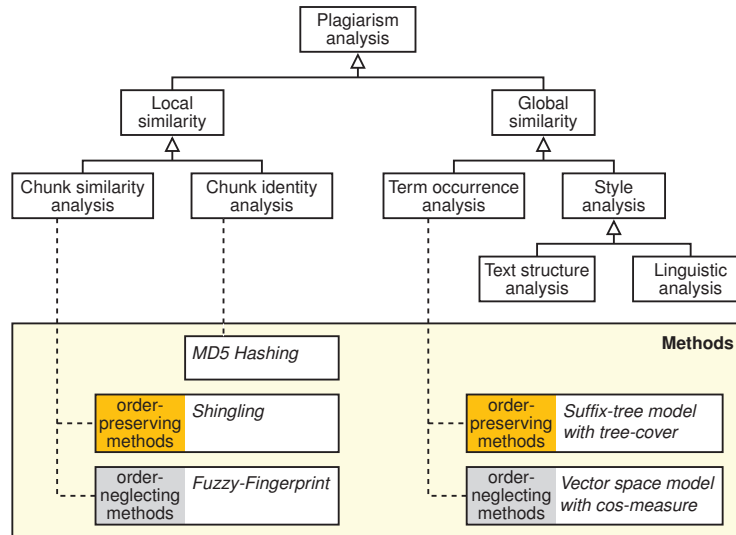 Plagiarism
analysis
Local
similarity
Global
similarity
Chunk similarity
analysis
Chunk identity
analysis
Term occurrence
analysis
Style
analysis
Text structure
analysis
Linguistic
analysis
Methods
MD5 Hashing
order-
preserving
methods
Shingling
order-
preserving
methods
Suffix-tree model
with tree-cover
order-
neglecting
methods
Fuzzy-Fingerprint
order-
neglecting
methods
Vector space model
with cos-measure